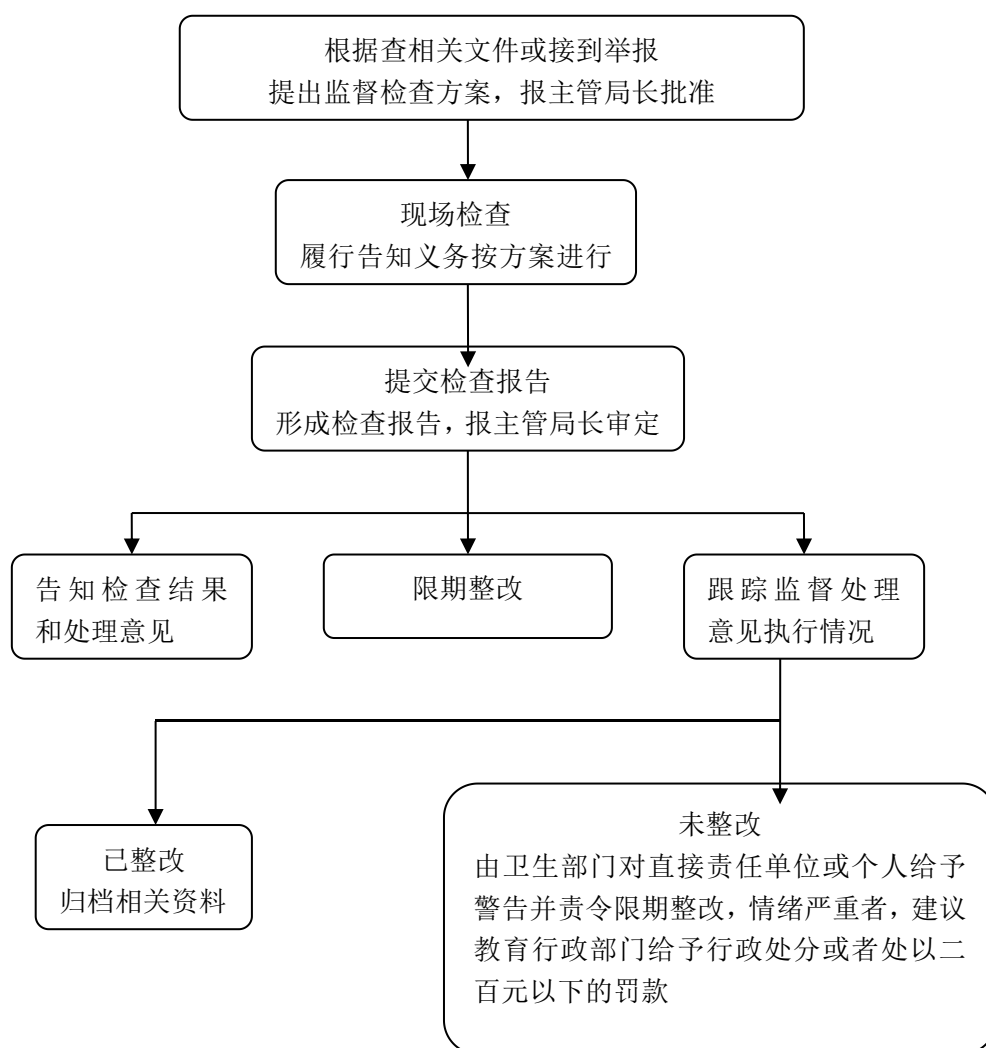 根据查相关文件或接到举报
提出监督检查方案，报主管局长批准
现场检查
履行告知义务按方案进行
提交检查报告
形成检查报告，报主管局长审定
告知检查结果
和处理意见
限期整改
跟踪监督处理
意见执行情况
已整改
归档相关资料
未整改
由卫生部门对直接责任单位或个人给予
警告并责令限期整改，情绪严重者，建议
教育行政部门给予行政处分或者处以二
百元以下的罚款